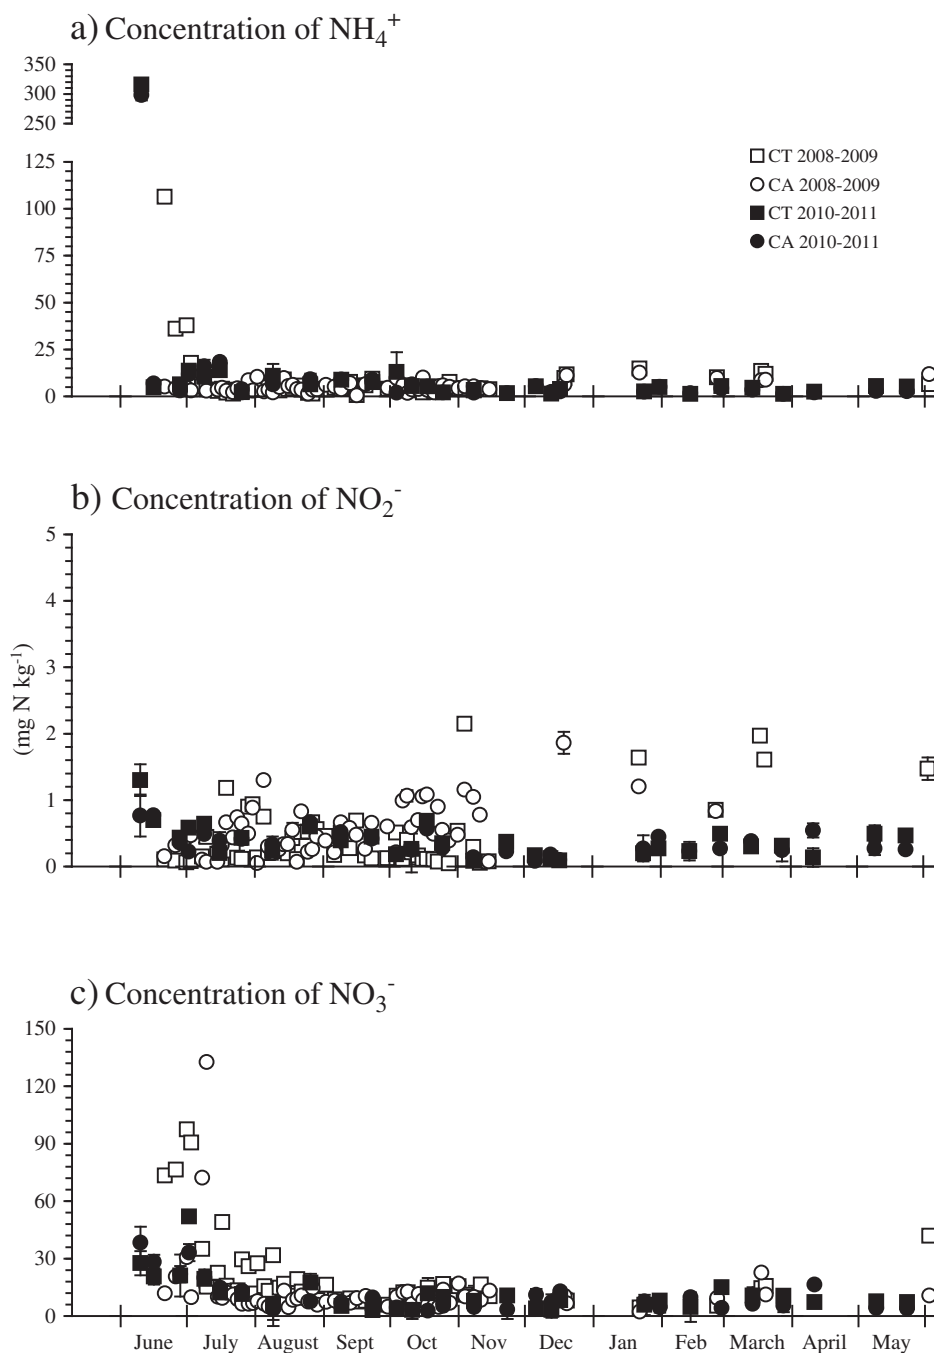 a) Concentration of NH₄⁺
350
300
250
125
100
75
50
25
0
CT 2008-2009
CA 2008-2009
CT 2010-2011
CA 2010-2011
b) Concentration of NO₂⁻
5
4
3
2
1
0
(mg N kg⁻¹)
c) Concentration of NO₃⁻
150
120
90
60
30
0
June July August Sept Oct Nov Dec Jan Feb March April May